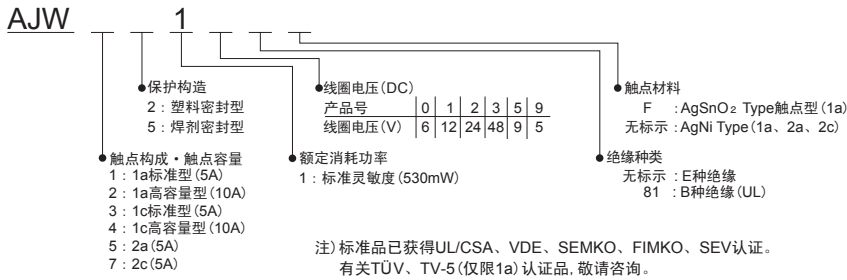 AJW 1
保护构造
2：塑料密封型
5：焊剂密封型
触点构成・触点容量
1：1a标准型(5A)
2：1a高容量型(10A)
3：1c标准型(5A)
4：1c高容量型(10A)
5：2a(5A)
7：2c(5A)
线圈电压(DC)
产品号 0 1 2 3 5 9
线圈电压(V) 6 12 24 48 9 5
额定消耗功率
1：标准灵敏度(530mW)
触点材料
F ：AgSnO₂ Type触点型(1a)
无标示：AgNi Type(1a、2a、2c)
绝缘种类
无标示：E种绝缘
81 ：B种绝缘(UL)
注)标准品已获得UL/CSA、VDE、SEMKO、FIMKO、SEV认证。
有关TÜV、TV-5(仅限1a)认证品,敬请咨询。